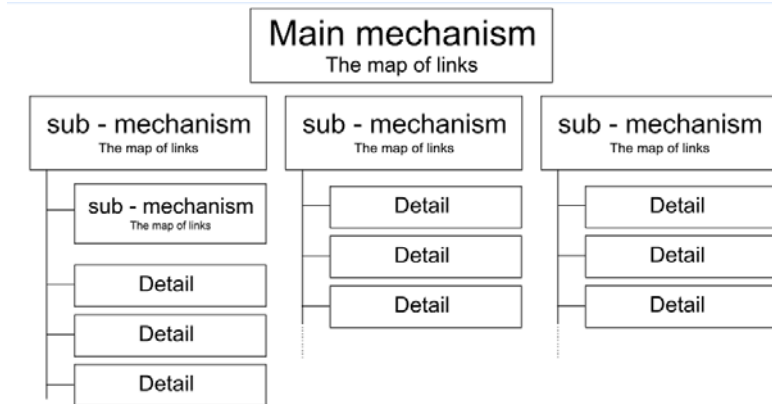 Main mechanism
The map of links
sub - mechanism
The map of links
sub - mechanism
The map of links
Detail
Detail
Detail
sub - mechanism
The map of links
Detail
Detail
Detail
sub - mechanism
The map of links
Detail
Detail
Detail